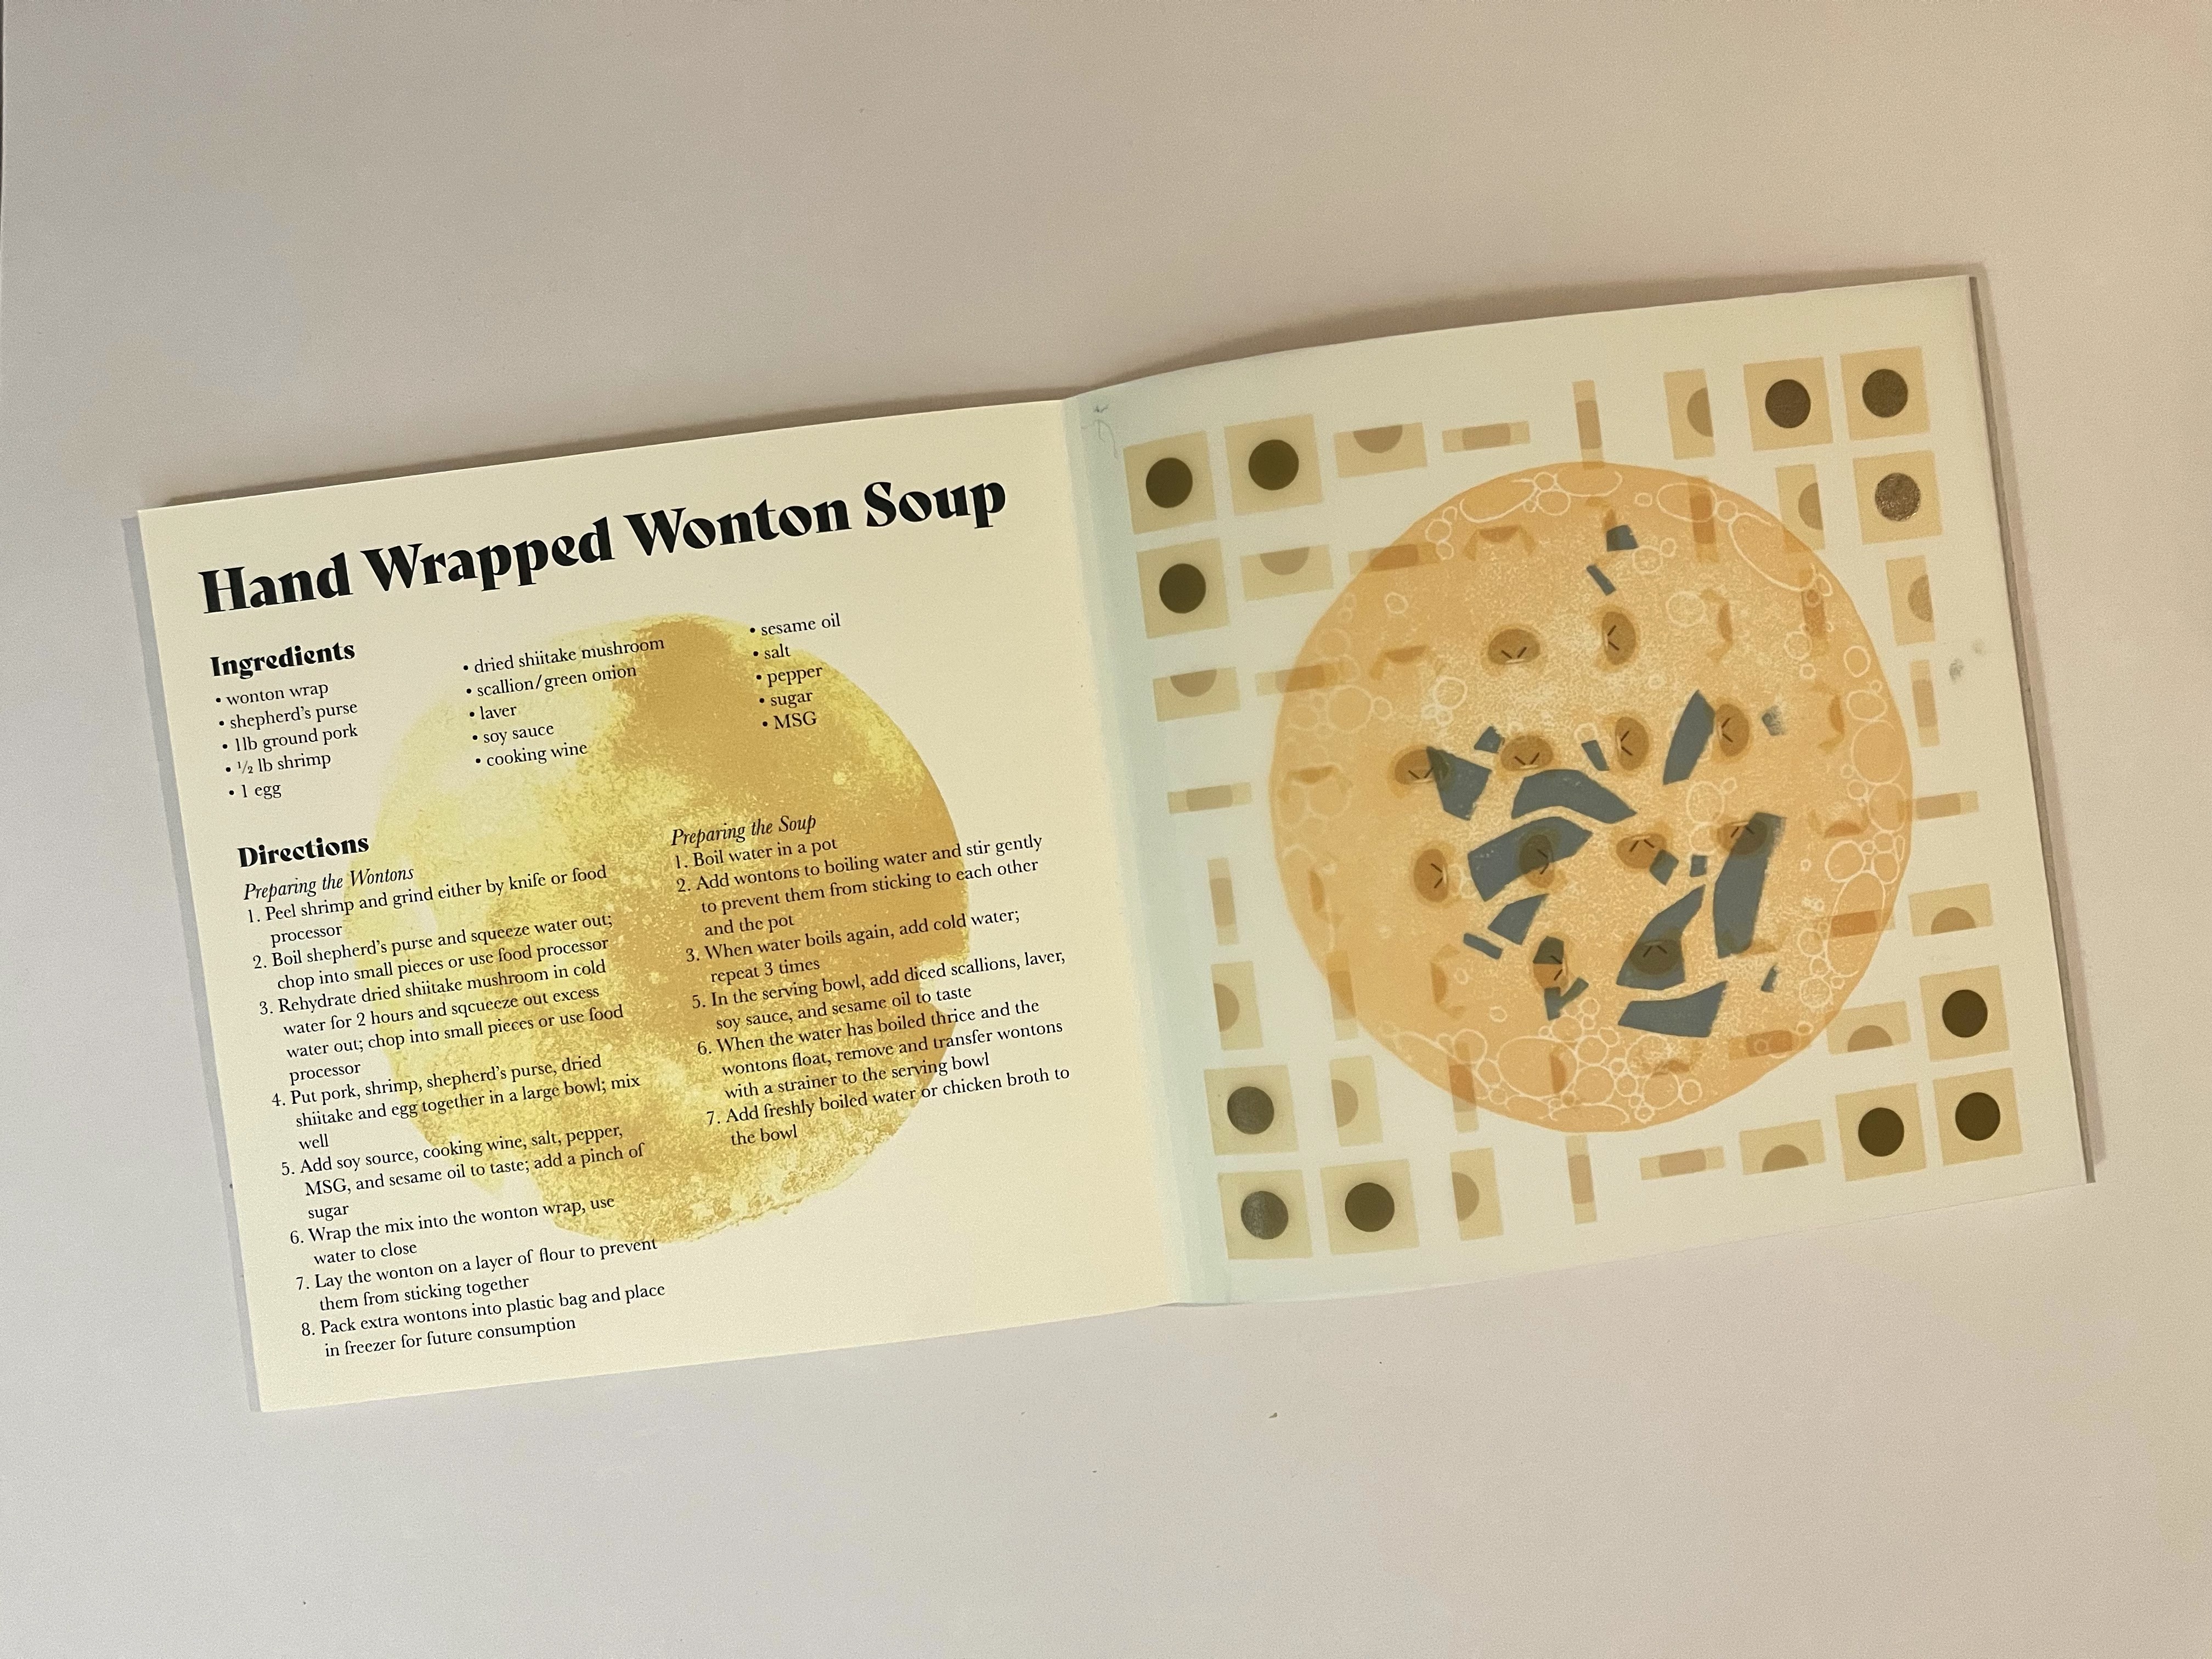 Hand Wrapped Wonton Soup
Ingredients
• wonton wrap
• shepherd's purse
• 1lb ground pork
• ½ lb shrimp
• 1 egg
• dried shiitake mushroom
• scallion/green onion
• laver
• soy sauce
• cooking wine
• sesame oil
• salt
• pepper
• sugar
• MSG
Directions
Preparing the Wontons
1. Peel shrimp and grind either by knife or food
processor
2. Boil shepherd's purse and squeeze water out;
chop into small pieces or use food processor
3. Rehydrate dried shiitake mushroom in cold
water for 2 hours and sqcueeze out excess
water out; chop into small pieces or use food
processor
4. Put pork, shrimp, shepherd's purse, dried
shiitake and egg together in a large bowl; mix
well
5. Add soy source, cooking wine, salt, pepper,
MSG, and sesame oil to taste; add a pinch of
sugar
6. Wrap the mix into the wonton wrap, use
water to close
7. Lay the wonton on a layer of flour to prevent
them from sticking together
8. Pack extra wontons into plastic bag and place
in freezer for future consumption
Preparing the Soup
1. Boil water in a pot
2. Add wontons to boiling water and stir gently
to prevent them from sticking to each other
and the pot
3. When water boils again, add cold water;
repeat 3 times
5. In the serving bowl, add diced scallions, laver,
soy sauce, and sesame oil to taste
6. When the water has boiled thrice and the
wontons float, remove and transfer wontons
with a strainer to the serving bowl
7. Add freshly boiled water or chicken broth to
the bowl